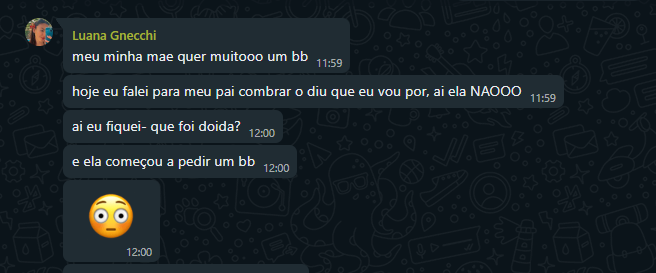 Luana Gnecchi
meu minha mae quer muitooo um bb 11:59
hoje eu falei para meu pai combrar o diu que eu vou por, ai ela NAOOO 11:59
ai eu fiquei- que foi doida? 12:00
e ela começou a pedir um bb 12:00
😳
12:00